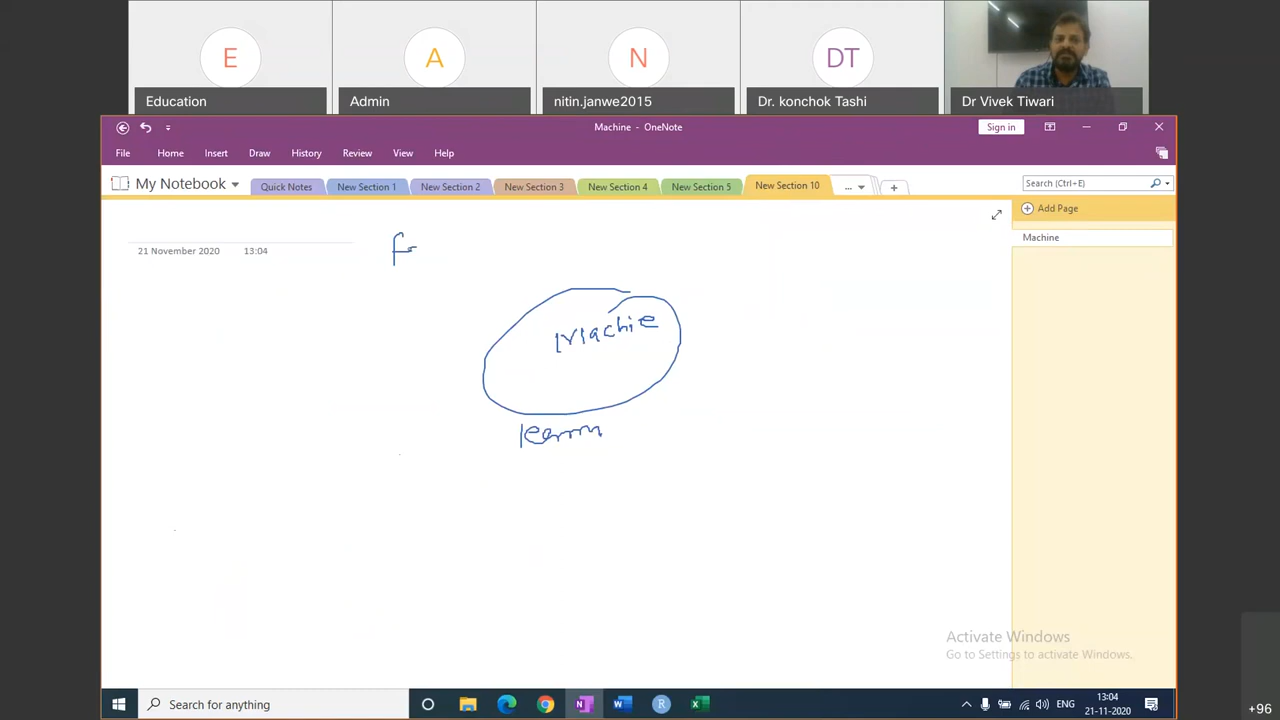 E
A
N
DT
Education
Admin
nitin.janwe2015
Dr. konchok Tashi
Dr Vivek Tiwari
Machine - OneNote
Sign in
File Home Insert Draw History Review View Help
My Notebook
Quick Notes
New Section 1
New Section 2
New Section 3
New Section 4
New Section 5
New Section 10
...
Search (Ctrl+E)
Add Page
Machine
21 November 2020 13:04
Machie
Activate Windows
Go to Settings to activate Windows.
Search for anything
ENG
13:04
21-11-2020
+96